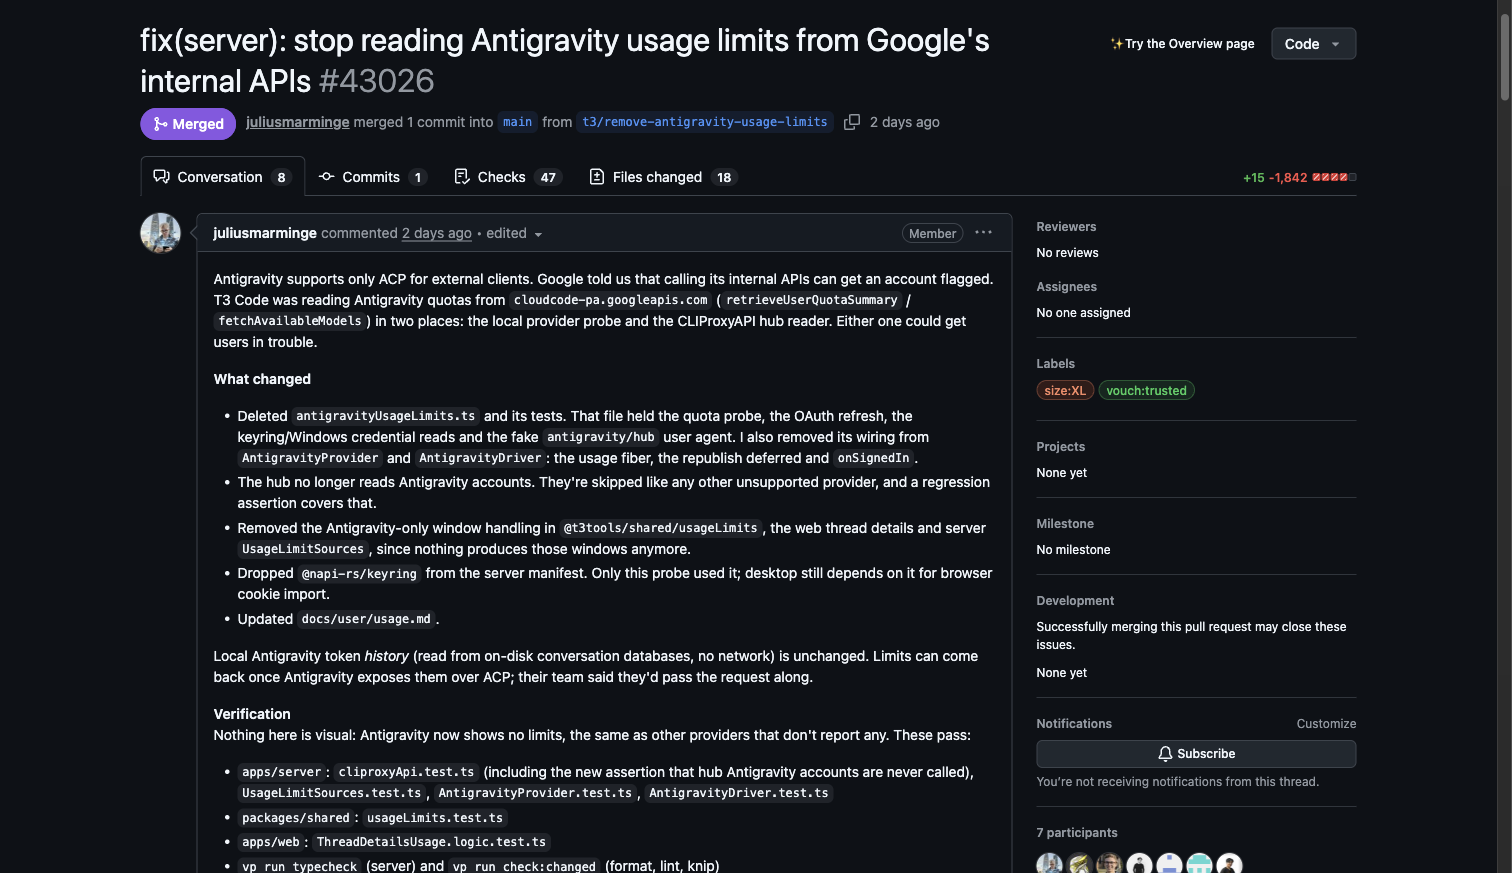 fix(server): stop reading Antigravity usage limits from Google's
internal APIs #43026
✨Try the Overview page
Code
Merged
juliusmarminge merged 1 commit into main from t3/remove-antigravity-usage-limits 2 days ago
Conversation 8
Commits 1
Checks 47
Files changed 18
+15 -1,842
juliusmarminge commented 2 days ago • edited
Member
Antigravity supports only ACP for external clients. Google told us that calling its internal APIs can get an account flagged.
T3 Code was reading Antigravity quotas from cloudcode-pa.googleapis.com ( retrieveUserQuotaSummary /
fetchAvailableModels ) in two places: the local provider probe and the CLIProxyAPI hub reader. Either one could get
users in trouble.
What changed
• Deleted antigravityUsageLimits.ts and its tests. That file held the quota probe, the OAuth refresh, the
keyring/Windows credential reads and the fake antigravity/hub user agent. I also removed its wiring from
AntigravityProvider and AntigravityDriver : the usage fiber, the republish deferred and onSignedIn .
• The hub no longer reads Antigravity accounts. They're skipped like any other unsupported provider, and a regression
assertion covers that.
• Removed the Antigravity-only window handling in @t3tools/shared/usageLimits , the web thread details and server
UsageLimitSources , since nothing produces those windows anymore.
• Dropped @napi-rs/keyring from the server manifest. Only this probe used it; desktop still depends on it for browser
cookie import.
• Updated docs/user/usage.md .
Local Antigravity token history (read from on-disk conversation databases, no network) is unchanged. Limits can come
back once Antigravity exposes them over ACP; their team said they'd pass the request along.
Verification
Nothing here is visual: Antigravity now shows no limits, the same as other providers that don't report any. These pass:
• apps/server : cliproxyApi.test.ts (including the new assertion that hub Antigravity accounts are never called),
UsageLimitSources.test.ts , AntigravityProvider.test.ts , AntigravityDriver.test.ts
• packages/shared : usageLimits.test.ts
• apps/web : ThreadDetailsUsage.logic.test.ts
• vp run typecheck (server) and vp run check:changed (format, lint, knip)
Reviewers
No reviews
Assignees
No one assigned
Labels
size:XL vouch:trusted
Projects
None yet
Milestone
No milestone
Development
Successfully merging this pull request may close these
issues.
None yet
Notifications
Customize
Subscribe
You're not receiving notifications from this thread.
7 participants